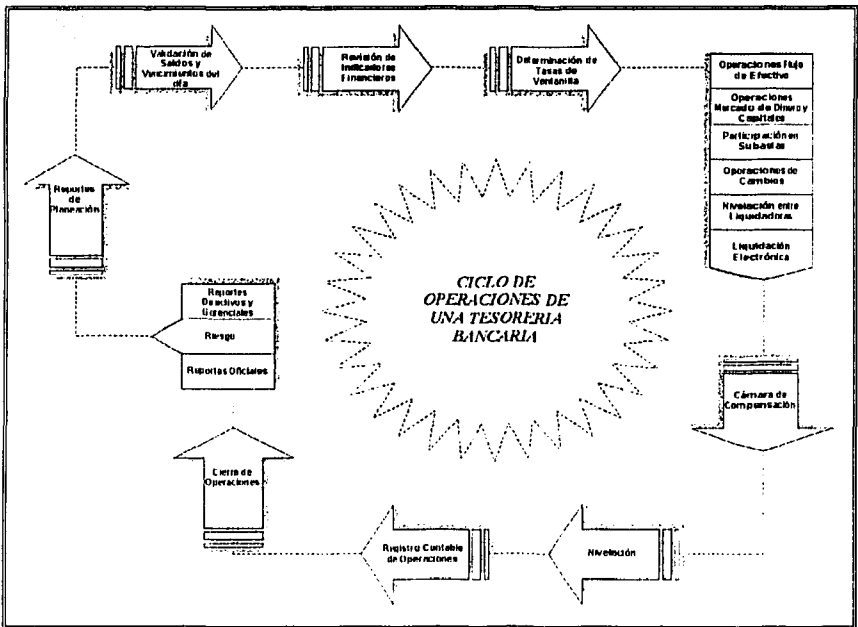 Validación de
Saldos y
Vencimientos del
día
Revisión de
Indicadores
Financieros
Determinación de
Tasas de
Ventanilla
Operaciones Flujo
de Efectivo
Operaciones
Mercado de Dinero y
Capitales
Participación en
Subastas
Operaciones de
Cambios
Nivelación entre
Liquidadoras
Liquidación
Electrónica
Cámara de
Compensación
Nivelación
Registro Contable
de Operaciones
Cierre de
Operaciones
Reportes
Directivos y
Gerenciales
Riesgo
Reportes Oficiales
Reportes
de
Planeación
CICLO DE
OPERACIONES DE
UNA TESORERIA
BANCARIA